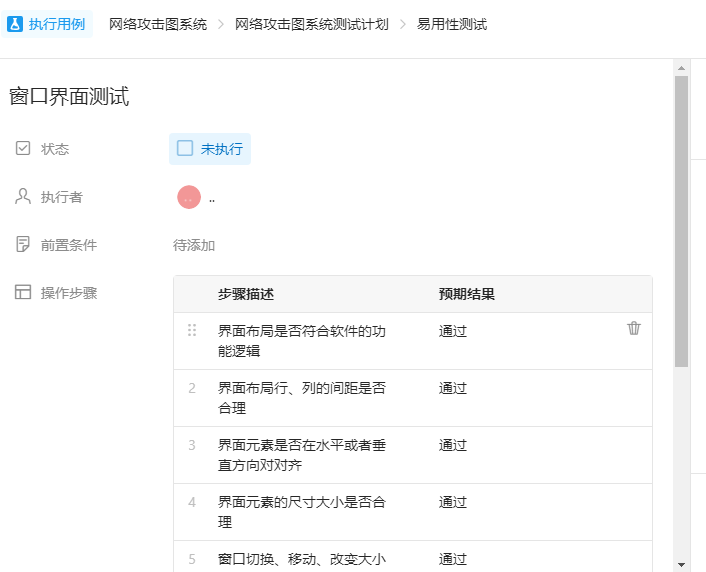 执行用例 网络攻击图系统 网络攻击图系统测试计划 易用性测试
窗口界面测试
状态 未执行
执行者 ..
前置条件 待添加
操作步骤
步骤描述 预期结果
界面布局是否符合软件的功 通过
能逻辑
2 界面布局行、列的间距是否 通过
合理
3 界面元素是否在水平或者垂 通过
直方向对对齐
4 界面元素的尺寸大小是否合 通过
理
5 窗口切换、移动、改变大小 通过